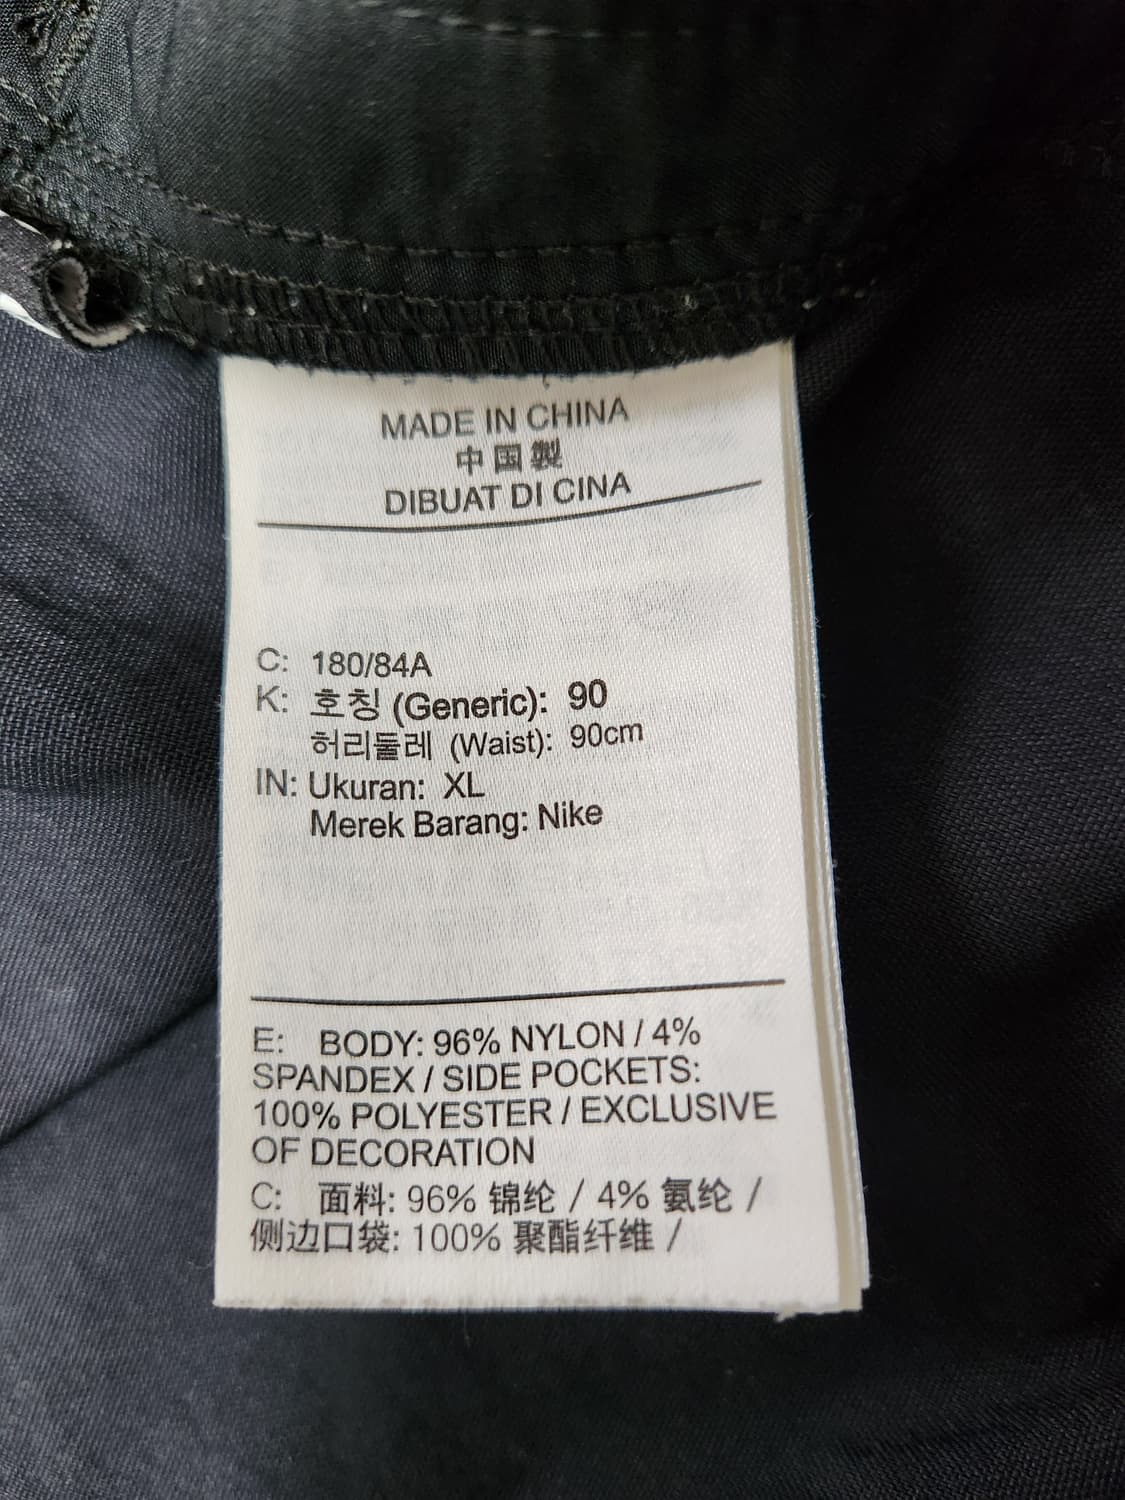 MADE IN CHINA
中国製
DIBUAT DI CINA
C: 180/84A
K: 호칭 (Generic): 90
허리둘레 (Waist): 90cm
IN: Ukuran: XL
Merek Barang: Nike
E: BODY: 96% NYLON / 4%
SPANDEX / SIDE POCKETS:
100% POLYESTER / EXCLUSIVE
OF DECORATION
C: 面料: 96% 锦纶 / 4% 氨纶 /
侧边口袋: 100% 聚酯纤维 /